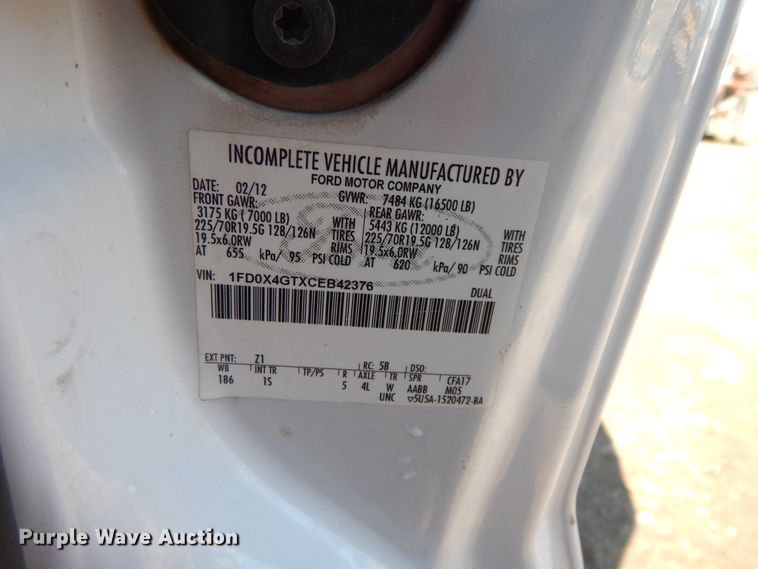 INCOMPLETE VEHICLE MANUFACTURED BY
FORD MOTOR COMPANY
DATE: 02/12 GVWR: 7484 KG (16500 LB)
FRONT GAWR: REAR GAWR:
3175 KG (7000 LB) WITH 5443 KG (12000 LB) WITH
225/70R19.5G 128/126N TIRES 225/70R19.5G 128/126N TIRES
19.5x6.0RW RIMS 19.5x6.0RW RIMS
AT 655 kPa/ 95 PSI COLD AT 620 kPa/ 90 PSI COLD
VIN: 1FD0X4GTXCEB42376 DUAL
EXT PNT: Z1 RC: 58 DSO:
WB INT TR TP/PS R AXLE TR SPR CFA17
186 1S 5 4L W AABB M05
UNC ▽5U5A-1520472-BA
Purple Wave Auction